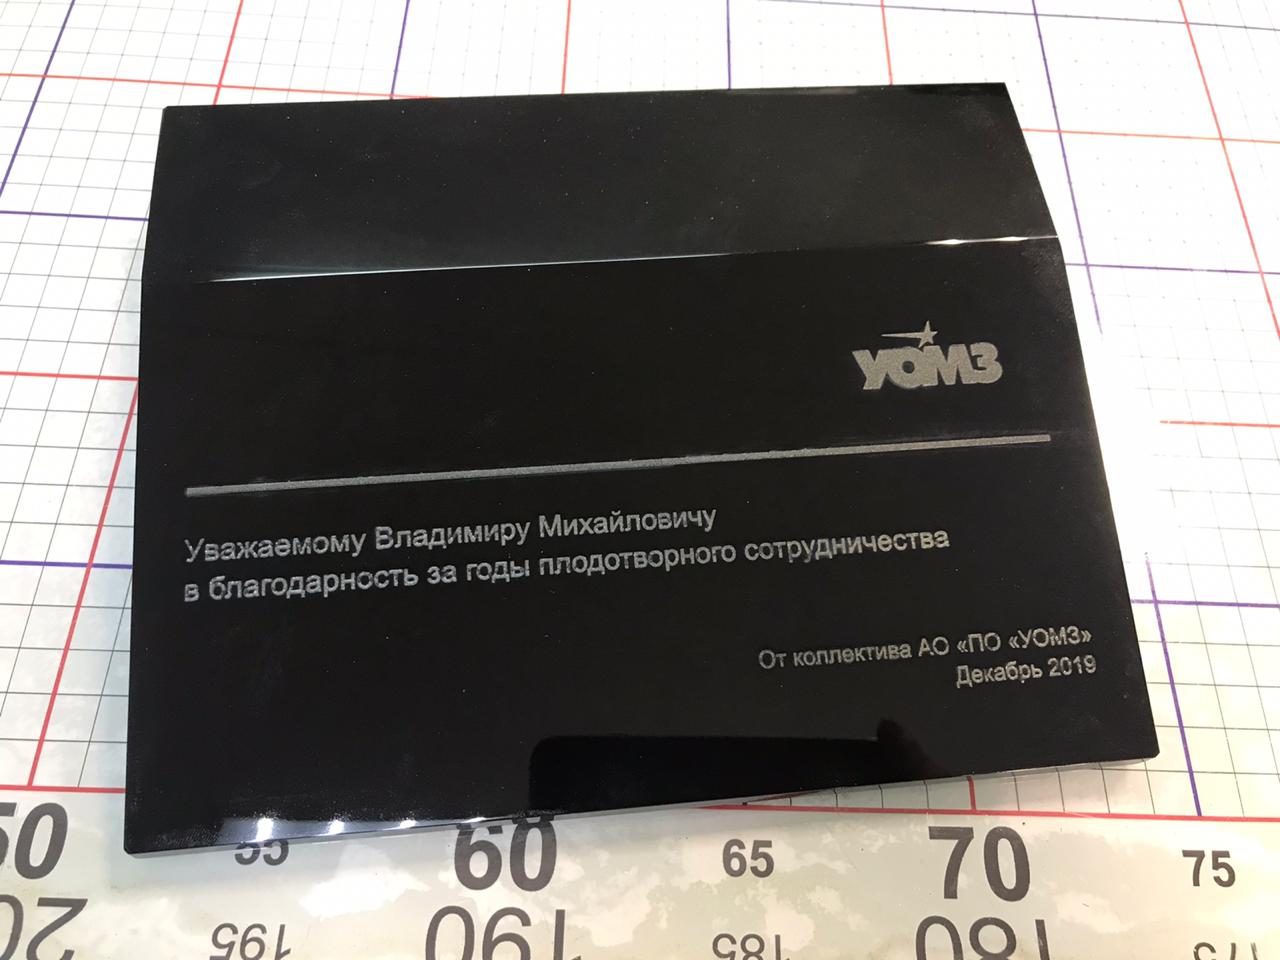 УОМЗ
Уважаемому Владимиру Михайловичу
в благодарность за годы плодотворного сотрудничества
От коллектива АО «ПО «УОМЗ»
Декабрь 2019
50 55 60 65 70 75
195 190 185 180 175